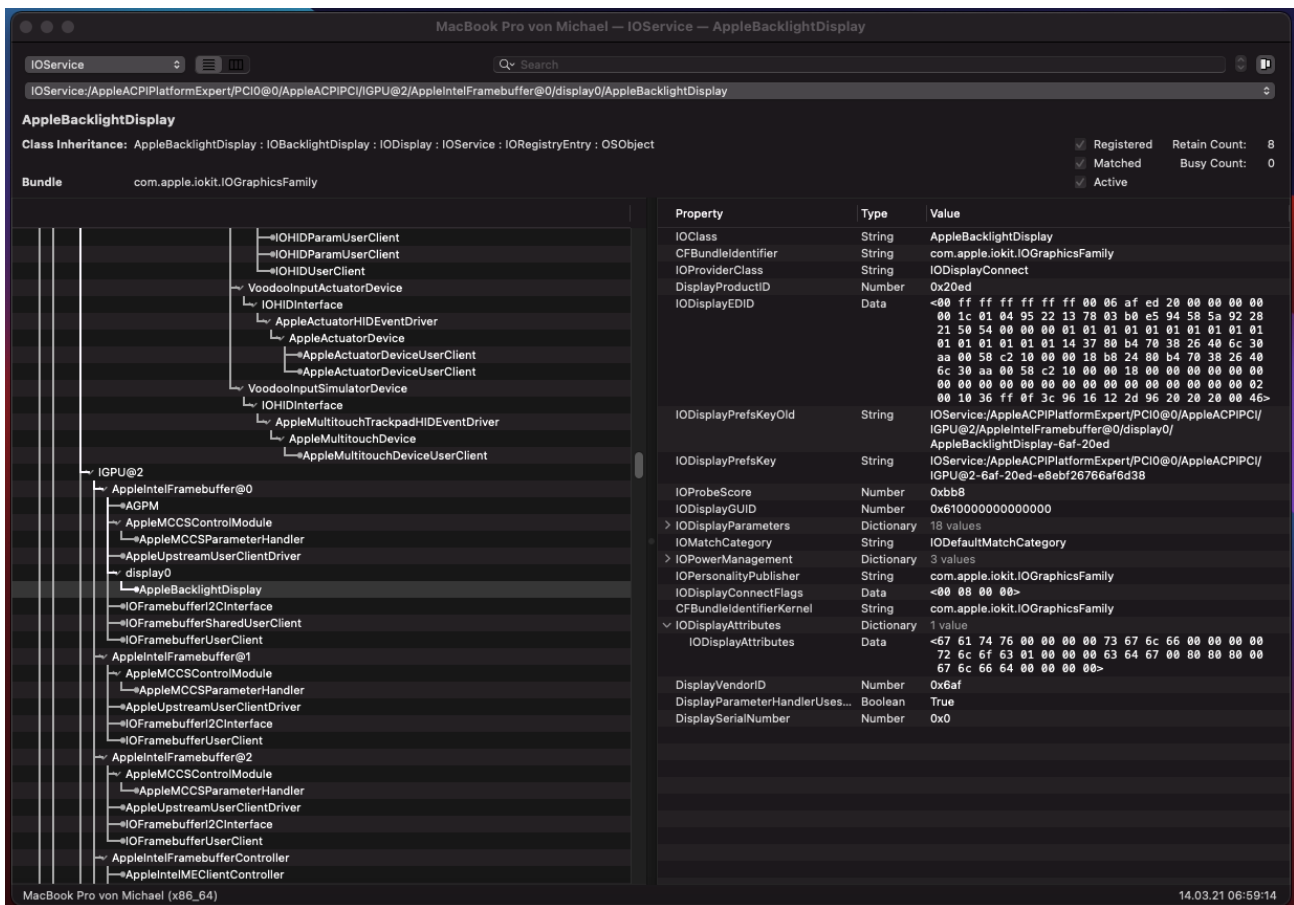 MacBook Pro von Michael — IOService — AppleBacklightDisplay
IOService
Search
IOService:/AppleACPIPlatformExpert/PCI0@0/AppleACPIPCI/IGPU@2/AppleIntelFramebuffer@0/display0/AppleBacklightDisplay
AppleBacklightDisplay
Class Inheritance: AppleBacklightDisplay : IOBacklightDisplay : IODisplay : IOService : IORegistryEntry : OSObject
Registered Retain Count: 8
Matched Busy Count: 0
Bundle com.apple.iokit.IOGraphicsFamily
Active
IOHIDParamUserClient
IOHIDParamUserClient
IOHIDUserClient
VoodooInputActuatorDevice
IOHIDInterface
AppleActuatorHIDEventDriver
AppleActuatorDevice
AppleActuatorDeviceUserClient
AppleActuatorDeviceUserClient
VoodooInputSimulatorDevice
IOHIDInterface
AppleMultitouchTrackpadHIDEventDriver
AppleMultitouchDevice
AppleMultitouchDeviceUserClient
IGPU@2
AppleIntelFramebuffer@0
AGPM
AppleMCCSControlModule
AppleMCCSParameterHandler
AppleUpstreamUserClientDriver
display0
AppleBacklightDisplay
IOFramebufferI2CInterface
IOFramebufferSharedUserClient
IOFramebufferUserClient
AppleIntelFramebuffer@1
AppleMCCSControlModule
AppleMCCSParameterHandler
AppleUpstreamUserClientDriver
IOFramebufferI2CInterface
IOFramebufferUserClient
AppleIntelFramebuffer@2
AppleMCCSControlModule
AppleMCCSParameterHandler
AppleUpstreamUserClientDriver
IOFramebufferI2CInterface
IOFramebufferUserClient
AppleIntelFramebufferController
AppleIntelMEClientController
Property Type Value
IOClass String AppleBacklightDisplay
CFBundleIdentifier String com.apple.iokit.IOGraphicsFamily
IOProviderClass String IODisplayConnect
DisplayProductID Number 0x20ed
IODisplayEDID Data <00 ff ff ff ff ff ff 00 06 af ed 20 00 00 00 00
00 1c 01 04 95 22 13 78 03 b0 e5 94 58 5a 92 28
21 50 54 00 00 00 01 01 01 01 01 01 01 01 01 01
01 01 01 01 01 01 14 37 80 b4 70 38 26 40 6c 30
aa 00 58 c2 10 00 00 18 b8 24 80 b4 70 38 26 40
6c 30 aa 00 58 c2 10 00 00 18 00 00 00 00 00 00
00 00 00 00 00 00 00 00 00 00 00 00 00 00 00 02
00 10 36 ff 0f 3c 96 16 12 2d 96 20 20 20 00 46>
IODisplayPrefsKeyOld String IOService:/AppleACPIPlatformExpert/PCI0@0/AppleACPIPCI/
IGPU@2/AppleIntelFramebuffer@0/display0/
AppleBacklightDisplay-6af-20ed
IODisplayPrefsKey String IOService:/AppleACPIPlatformExpert/PCI0@0/AppleACPIPCI/
IGPU@2-6af-20ed-e8ebf26766af6d38
IOProbeScore Number 0xbb8
IODisplayGUID Number 0x610000000000000
IODisplayParameters Dictionary 18 values
IOMatchCategory String IODefaultMatchCategory
IOPowerManagement Dictionary 3 values
IOPersonalityPublisher String com.apple.iokit.IOGraphicsFamily
IODisplayConnectFlags Data <00 08 00 00>
CFBundleIdentifierKernel String com.apple.iokit.IOGraphicsFamily
IODisplayAttributes Dictionary 1 value
IODisplayAttributes Data <67 61 74 76 00 00 00 00 73 67 6c 66 00 00 00 00
72 6c 6f 63 01 00 00 00 63 64 67 00 80 80 80 00
67 6c 66 64 00 00 00 00>
DisplayVendorID Number 0x6af
DisplayParameterHandlerUses... Boolean True
DisplaySerialNumber Number 0x0
MacBook Pro von Michael (x86_64)
14.03.21 06:59:14